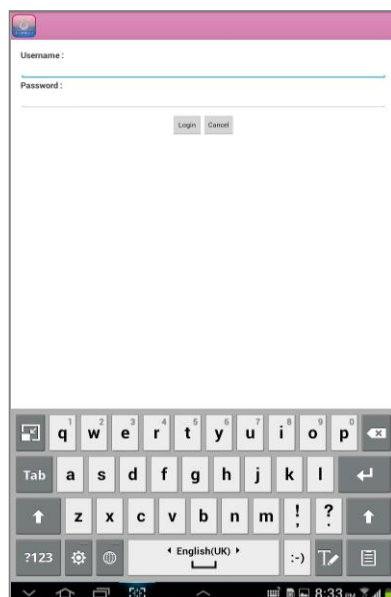 Username :
Password :
Login Cancel
1 2 3 4 5 6 7 8 9 0
q w e r t y u i o p
Tab a s d f g h j k l
z x c v b n m ! , ? .
?123 English(UK) :-) T
8:33 PM